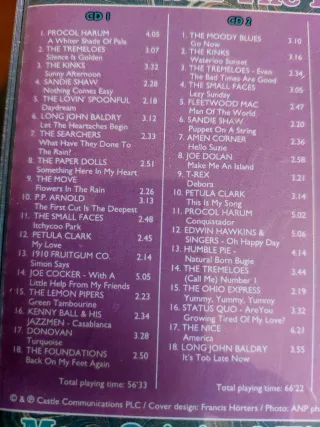 CD 1
1. PROCOL HARUM 4.05
A Whiter Shade Of Pale
2. THE TREMELOES 3.07
Silence Is Golden
3. THE KINKS 3.32
Sunny Afternoon
4. SANDIE SHAW 2.28
Nothing Comes Easy
5. THE LOVIN' SPOONFUL 2.18
Daydream
6. LONG JOHN BALDRY 3.12
Let The Heartaches Begin
7. THE SEARCHERS 2.33
What Have They Done To
The Rain?
8. THE PAPER DOLLS 2.51
Something Here In My Heart
9. THE MOVE
Flowers In The Rain 2.26
10. P.P. ARNOLD 3.13
The First Cut Is The Deepest
11. THE SMALL FACES 2.48
Itchycoo Park
12. PETULA CLARK 2.45
My Love
13. 1910 FRUITGUM CO. 2.14
Simon Says
14. JOE COCKER - With A 5.05
Little Help From My Friends
15. THE LEMON PIPERS 2.23
Green Tambourine
16. KENNY BALL & HIS 2.34
JAZZMEN - Casablanca
17. DONOVAN 3.28
Turquoise
18. THE FOUNDATIONS 2.50
Back On My Feet Again
Total playing time: 56'33
CD 2
1. THE MOODY BLUES 3.10
Go Now
2. THE KINKS 3.16
Waterloo Sunset
3. THE TREMELOES - Even 2.34
The Bad Times Are Good
4. THE SMALL FACES 3.05
Lazy Sunday
5. FLEETWOOD MAC 2.47
Man Of The World
6. SANDIE SHAW 2.20
Puppet On A String
7. AMEN CORNER 2.36
Hello Suzie
8. JOE DOLAN 2.58
Make Me An Island
9. T-REX 3.21
Debora
10. PETULA CLARK 3.14
This Is My Song
11. PROCOL HARUM 5.02
Conquistador
12. EDWIN HAWKINS & 5.06
SINGERS - Oh Happy Day
13. HUMBLE PIE - 4.14
Natural Born Bugie
14. THE TREMELOES 3.44
(Call Me) Number 1
15. THE OHIO EXPRESS 2.19
Yummy, Yummy, Yummy
16. STATUS QUO - AreYou 3.32
Growing Tired Of My Love?
17. THE NICE 6.21
America
18. LONG JOHN BALDRY 3.55
It's Too Late Now
Total playing time: 66'22
℗ & © Castle Communications PLC / Cover design: Francis Hörters / Photo: ANP